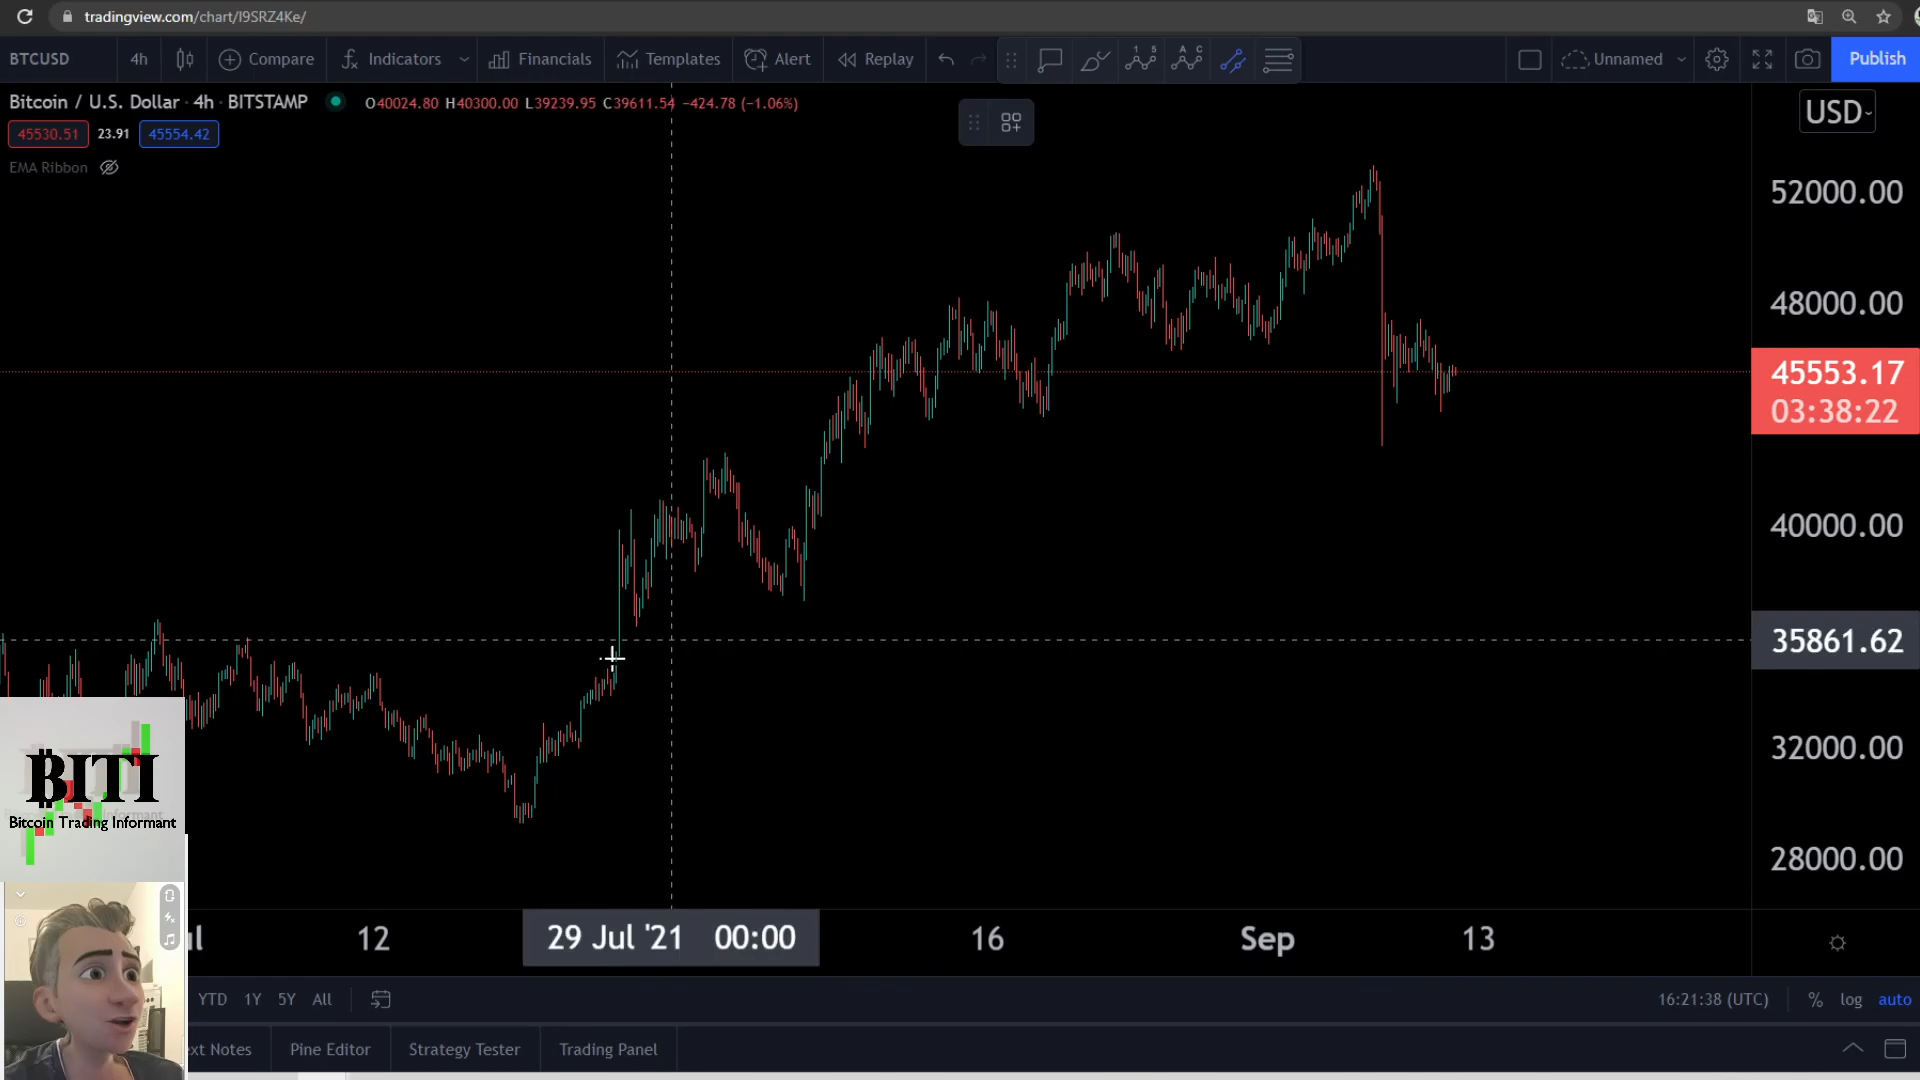 tradingview.com/chart/I9SRZ4Ke/
BTCUSD 4h Compare Indicators Financials Templates Alert Replay Unnamed Publish
Bitcoin / U.S. Dollar · 4h · BITSTAMP O40024.80 H40300.00 L39239.95 C39611.54 −424.78 (−1.06%)
USD
45530.51 23.91 45554.42
EMA Ribbon
52000.00
48000.00
45553.17
03:38:22
40000.00
35861.62
32000.00
28000.00
BITI
Bitcoin Trading Informant
12 29 Jul '21 00:00 16 Sep 13
YTD 1Y 5Y All 16:21:38 (UTC) % log auto
Notes Pine Editor Strategy Tester Trading Panel